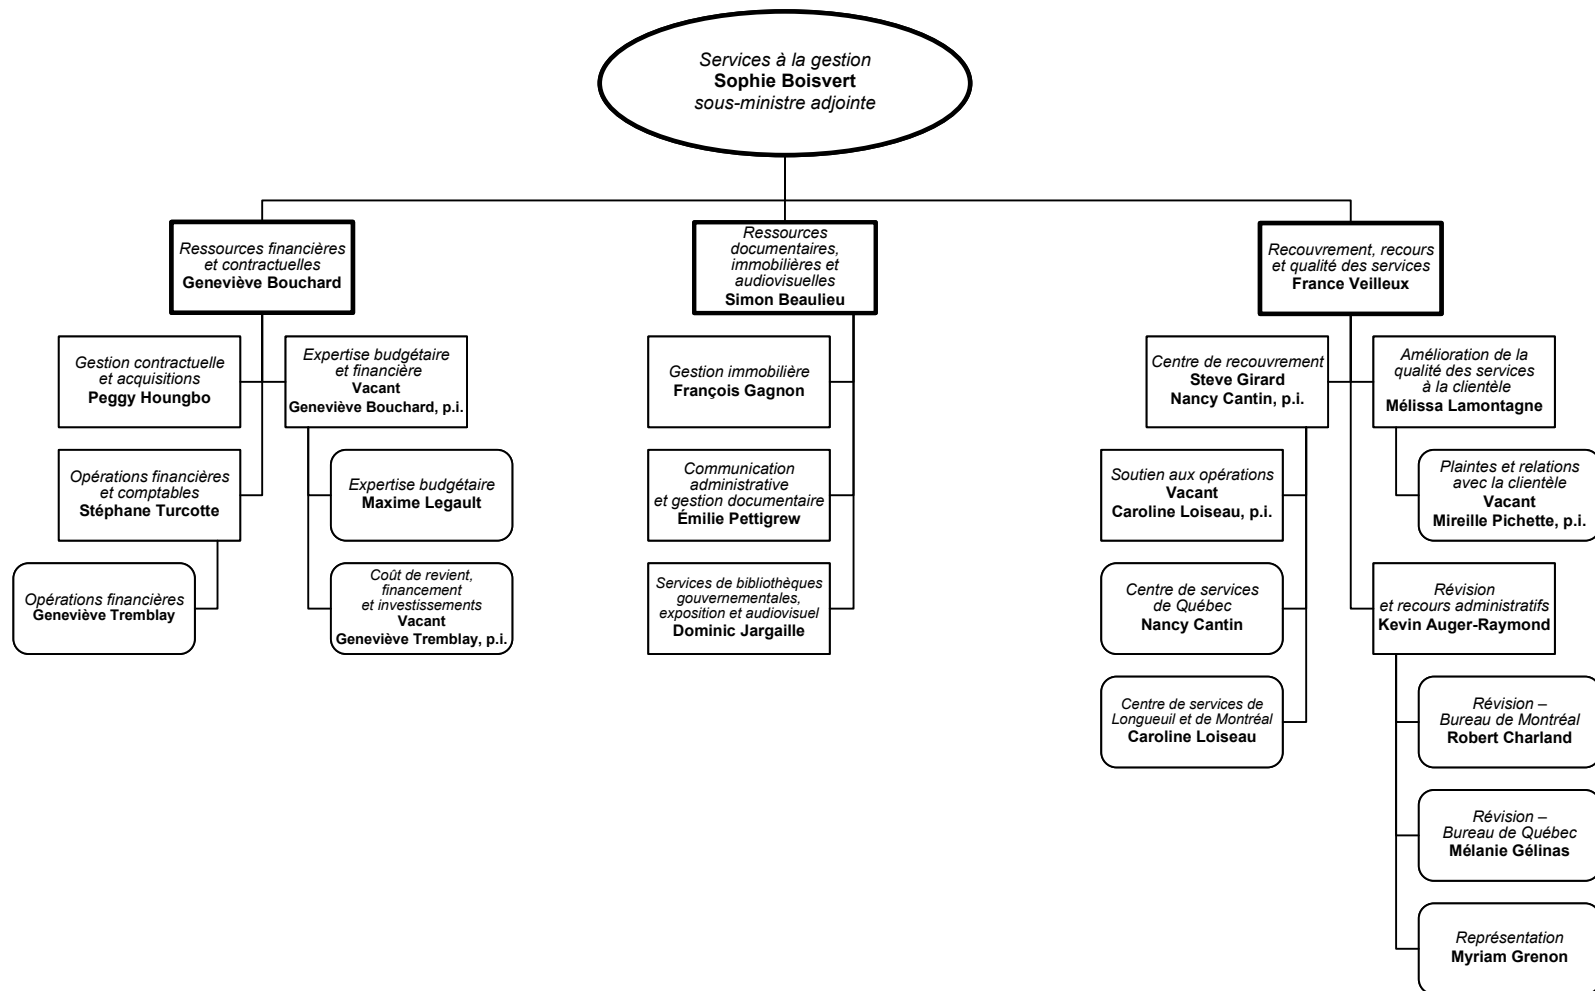 Services à la gestion
Sophie Boisvert
sous-ministre adjointe
Ressources financières
et contractuelles
Geneviève Bouchard
Gestion contractuelle
et acquisitions
Peggy Houngbo
Expertise budgétaire
et financière
Vacant
Geneviève Bouchard, p.i.
Opérations financières
et comptables
Stéphane Turcotte
Expertise budgétaire
Maxime Legault
Opérations financières
Geneviève Tremblay
Coût de revient,
financement
et investissements
Vacant
Geneviève Tremblay, p.i.
Ressources
documentaires,
immobilières et
audiovisuelles
Simon Beaulieu
Gestion immobilière
François Gagnon
Communication
administrative
et gestion documentaire
Émilie Pettigrew
Services de bibliothèques
gouvernementales,
exposition et audiovisuel
Dominic Jargaille
Recouvrement, recours
et qualité des services
France Veilleux
Centre de recouvrement
Steve Girard
Nancy Cantin, p.i.
Soutien aux opérations
Vacant
Caroline Loiseau, p.i.
Centre de services
de Québec
Nancy Cantin
Centre de services de
Longueuil et de Montréal
Caroline Loiseau
Amélioration de la
qualité des services
à la clientèle
Mélissa Lamontagne
Plaintes et relations
avec la clientèle
Vacant
Mireille Pichette, p.i.
Révision
et recours administratifs
Kevin Auger-Raymond
Révision –
Bureau de Montréal
Robert Charland
Révision –
Bureau de Québec
Mélanie Gélinas
Représentation
Myriam Grenon